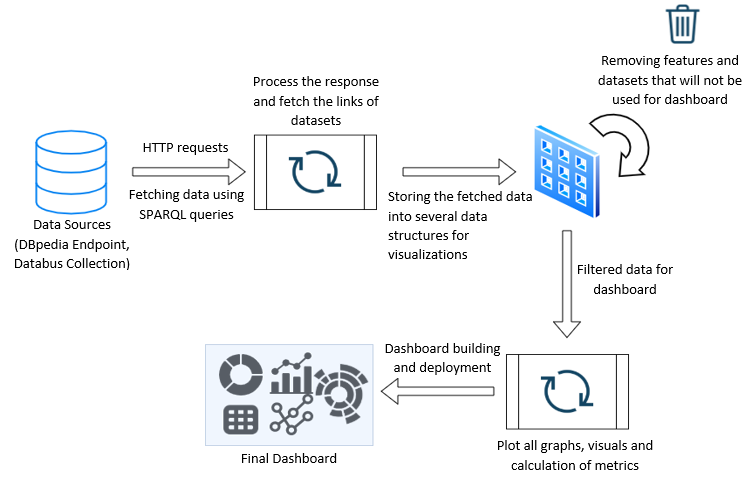 Removing features and
datasets that will not be
used for dashboard
Process the response
and fetch the links of
datasets
HTTP requests
Fetching data using
SPARQL queries
Data Sources
(DBpedia Endpoint,
Databus Collection)
Storing the fetched data
into several data
structures for
visualizations
Filtered data for
dashboard
Dashboard building
and deployment
Plot all graphs, visuals and
calculation of metrics
Final Dashboard